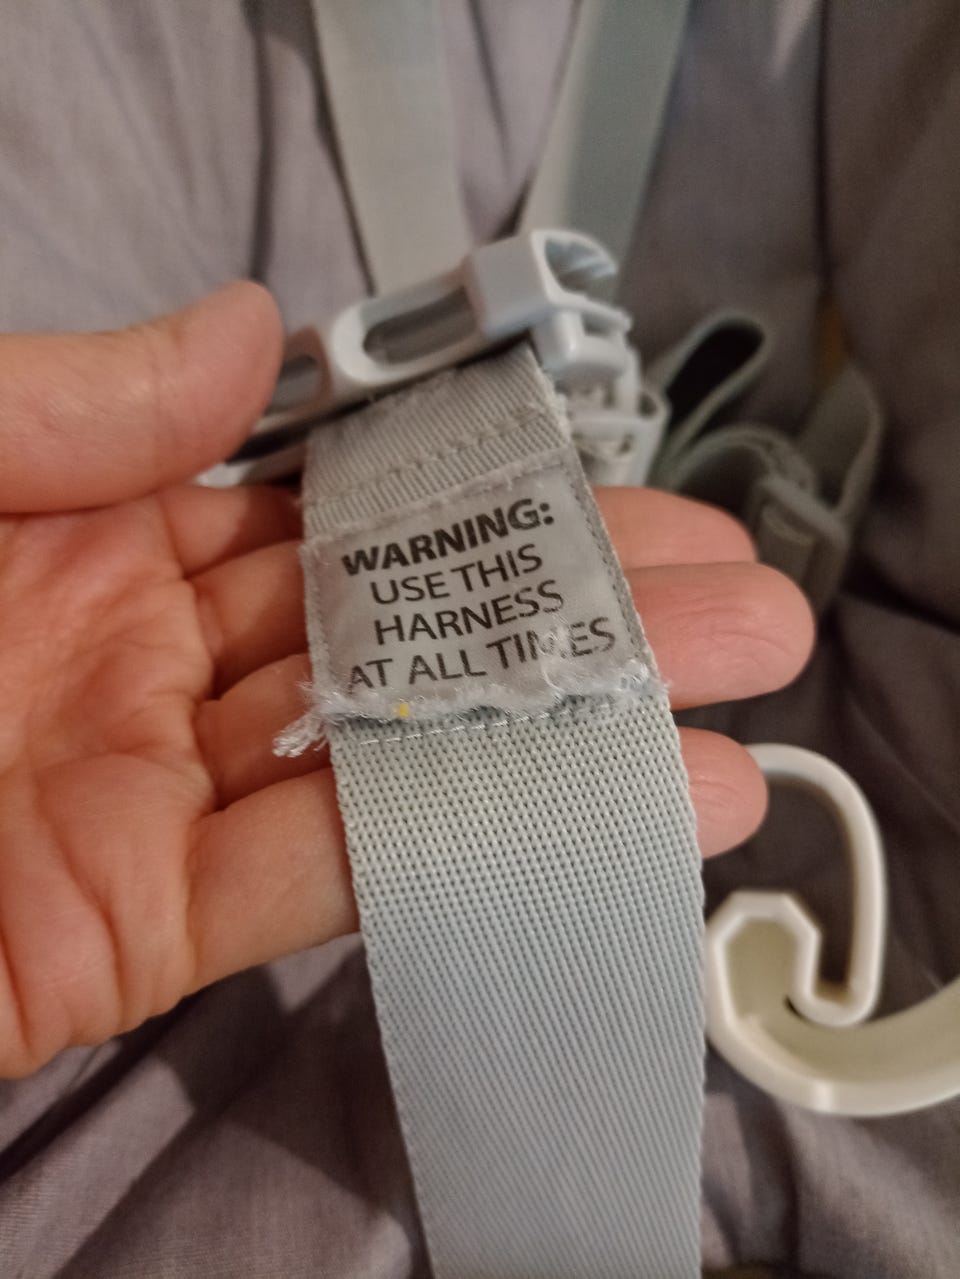 WARNING:
USE THIS
HARNESS
AT ALL TIMES